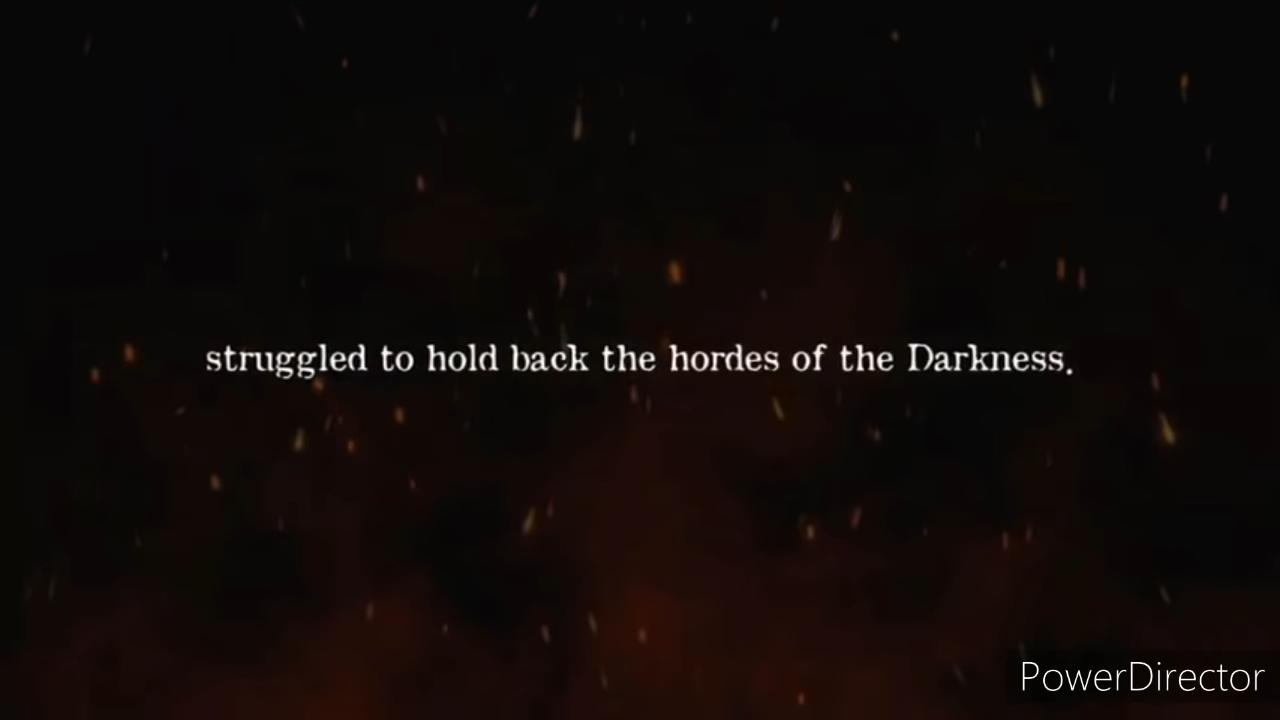 struggled to hold back the hordes of the Darkness.
PowerDirector